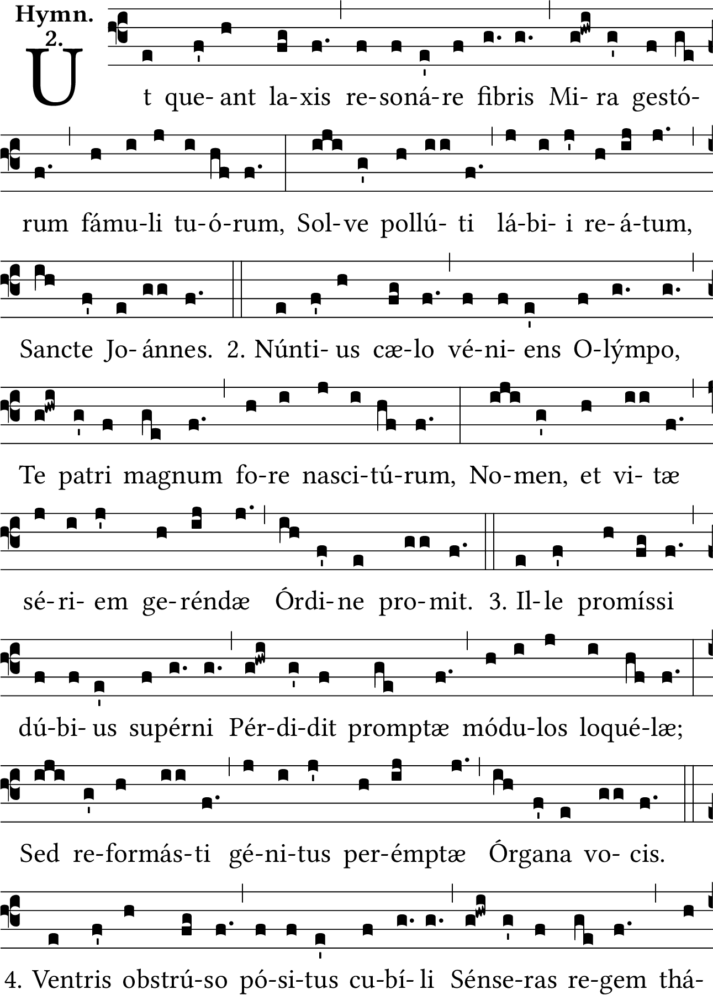 Hymn.
2.
Ut que- ant la-xis re-soná-re fibris Mi- ra gestó-
rum fámu-li tu-ó-rum, Sol-ve pollú- ti lá-bi- i re-á-tum,
Sancte Jo- ánnes. 2. Núnti- us cæ-lo vé-ni- ens O-lýmpo,
Te patri magnum fo-re nasci-tú-rum, No-men, et vi- tæ
sé-ri- em ge-réndæ Órdi-ne pro-mit. 3. Il-le promíssi
dú-bi- us supérni Pér-di-dit promptæ módu-los loqué-læ;
Sed re-formás-ti gé-ni-tus per-émptæ Órgana vo- cis.
4. Ventris obstrú-so pó-si-tus cu-bí- li Sénse-ras re-gem thá-